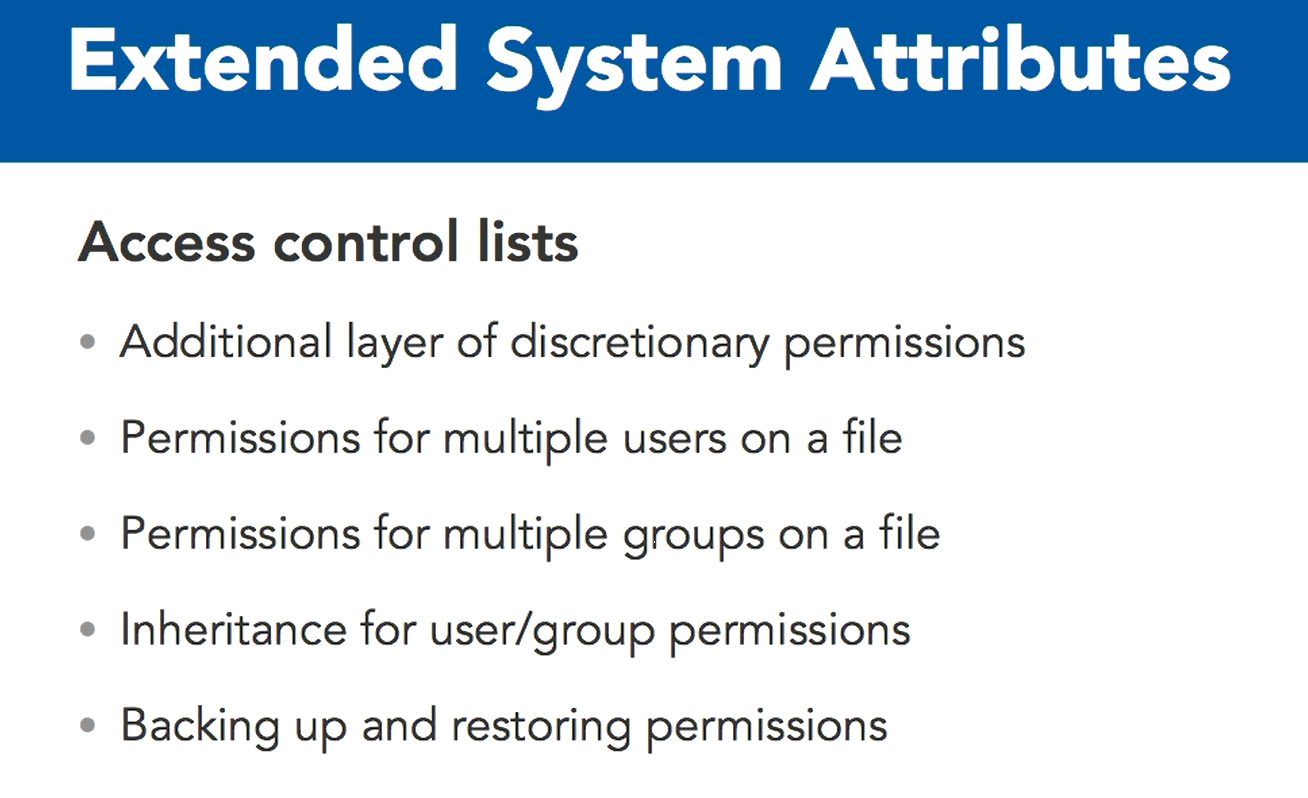 Extended System Attributes
Access control lists
• Additional layer of discretionary permissions
• Permissions for multiple users on a file
• Permissions for multiple groups on a file
• Inheritance for user/group permissions
• Backing up and restoring permissions